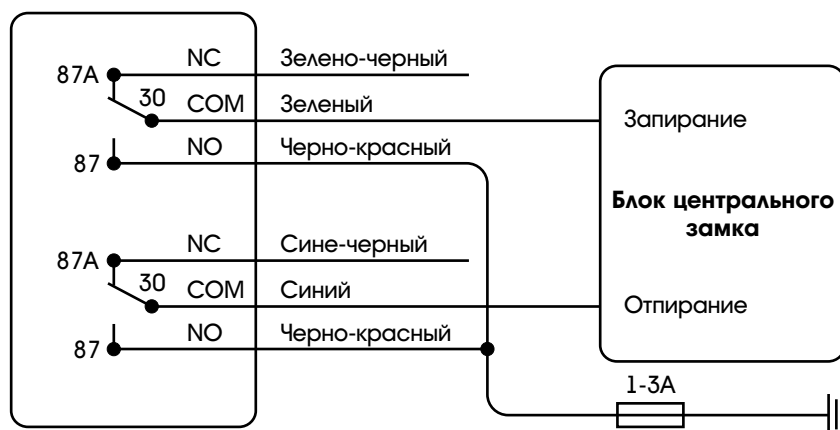 NC Зелено-черный
87A
30 COM Зеленый
Запирание
NO Черно-красный
87
Блок центрального
замка
NC Сине-черный
87A
30 COM Синий
Отпирание
NO Черно-красный
87
1-3A